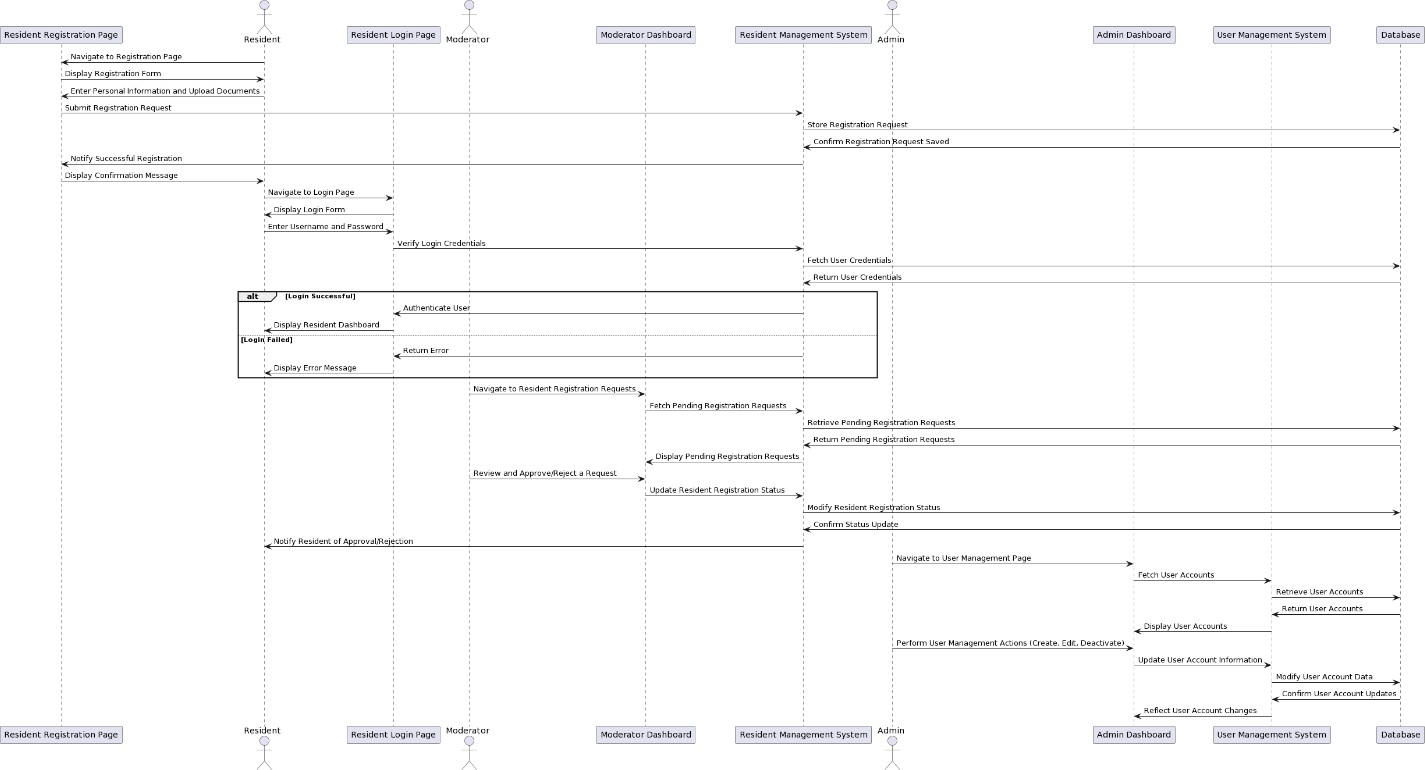 Resident Registration Page
Resident
Resident Login Page
Moderator
Moderator Dashboard
Resident Management System
Admin
Admin Dashboard
User Management System
Database
Navigate to Registration Page
Display Registration Form
Enter Personal Information and Upload Documents
Submit Registration Request
Store Registration Request
Confirm Registration Request Saved
Notify Successful Registration
Display Confirmation Message
Navigate to Login Page
Display Login Form
Enter Username and Password
Verify Login Credentials
Fetch User Credentials
Return User Credentials
alt [Login Successful]
Authenticate User
Display Resident Dashboard
[Login Failed]
Return Error
Display Error Message
Navigate to Resident Registration Requests
Fetch Pending Registration Requests
Retrieve Pending Registration Requests
Return Pending Registration Requests
Display Pending Registration Requests
Review and Approve/Reject a Request
Update Resident Registration Status
Modify Resident Registration Status
Confirm Status Update
Notify Resident of Approval/Rejection
Navigate to User Management Page
Fetch User Accounts
Retrieve User Accounts
Return User Accounts
Display User Accounts
Perform User Management Actions (Create, Edit, Deactivate)
Update User Account Information
Modify User Account Data
Confirm User Account Updates
Reflect User Account Changes
Resident Registration Page
Resident
Resident Login Page
Moderator
Moderator Dashboard
Resident Management System
Admin
Admin Dashboard
User Management System
Database